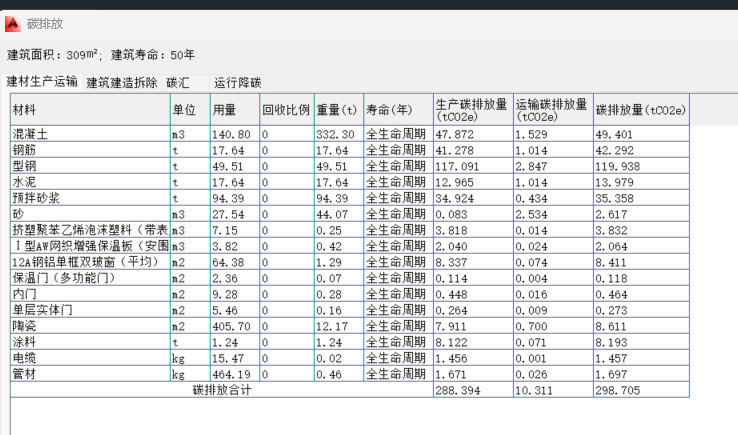 碳排放
建筑面积：309m²；建筑寿命：50年
建材生产运输 建筑建造拆除 碳汇 运行降碳
材料 单位 用量 回收比例 重量(t) 寿命(年) 生产碳排放量(tCO2e) 运输碳排放量(tCO2e) 碳排放量(tCO2e)
混凝土 m3 140.80 0 332.30 全生命周期 47.872 1.529 49.401
钢筋 t 17.64 0 17.64 全生命周期 41.278 1.014 42.292
型钢 t 49.51 0 49.51 全生命周期 117.091 2.847 119.938
水泥 t 17.64 0 17.64 全生命周期 12.965 1.014 13.979
预拌砂浆 t 94.39 0 94.39 全生命周期 34.924 0.434 35.358
砂 m3 27.54 0 44.07 全生命周期 0.083 2.534 2.617
挤塑聚苯乙烯泡沫塑料（带表 m3 7.15 0 0.25 全生命周期 3.818 0.014 3.832
Ⅰ型AW网织增强保温板（安围 m3 3.82 0 0.42 全生命周期 2.040 0.024 2.064
12A钢铝单框双玻窗（平均） m2 64.38 0 1.29 全生命周期 8.337 0.074 8.411
保温门（多功能门） m2 2.36 0 0.07 全生命周期 0.114 0.004 0.118
内门 m2 9.28 0 0.28 全生命周期 0.448 0.016 0.464
单层实体门 m2 5.46 0 0.16 全生命周期 0.264 0.009 0.273
陶瓷 m2 405.70 0 12.17 全生命周期 7.911 0.700 8.611
涂料 t 1.24 0 1.24 全生命周期 8.122 0.071 8.193
电缆 kg 15.47 0 0.02 全生命周期 1.456 0.001 1.457
管材 kg 464.19 0 0.46 全生命周期 1.671 0.026 1.697
碳排放合计 288.394 10.311 298.705